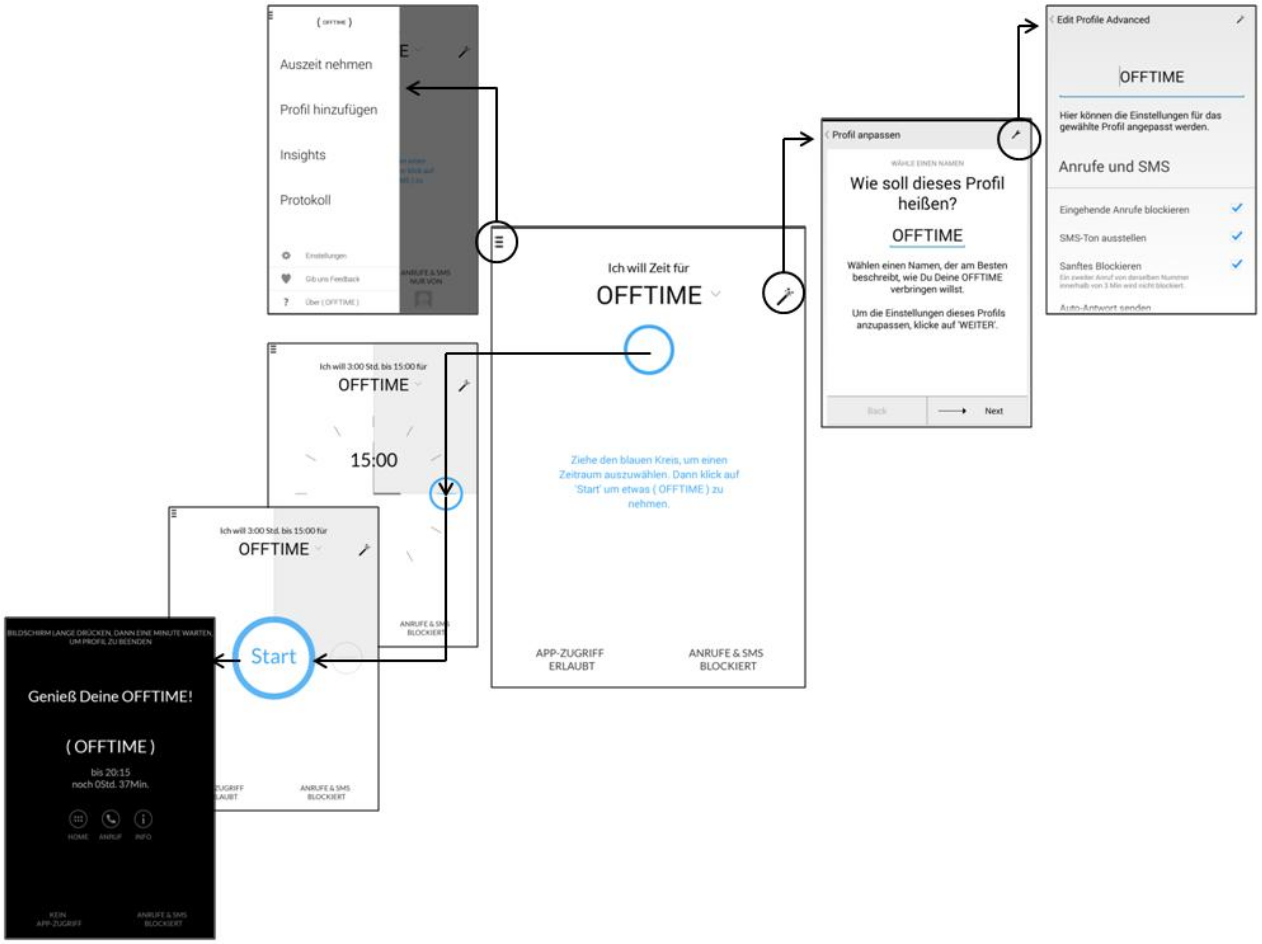 ( OFFTIME )
Auszeit nehmen
Profil hinzufügen
Insights
Protokoll
Einstellungen
Gib uns Feedback
? Über ( OFFTIME )
E
ANRUFE & SMS
NUR VON
Profil anpassen
WÄHLE EINEN NAMEN
Wie soll dieses Profil
heißen?
OFFTIME
Wählen einen Namen, der am Besten
beschreibt, wie Du Deine OFFTIME
verbringen willst.
Um die Einstellungen dieses Profils
anzupassen, klicke auf 'WEITER'.
Back
Next
Edit Profile Advanced
OFFTIME
Hier können die Einstellungen für das
gewählte Profil angepasst werden.
Anrufe und SMS
Eingehende Anrufe blockieren
SMS-Ton ausstellen
Sanftes Blockieren
Ein zweiter Anruf von derselben Nummer
innerhalb von 3 Min wird nicht blockiert.
Auto-Antwort senden
Ich will Zeit für
OFFTIME
Ziehe den blauen Kreis, um einen
Zeitraum auszuwählen. Dann klick auf
'Start' um etwas ( OFFTIME ) zu
nehmen.
APP-ZUGRIFF
ERLAUBT
ANRUFE & SMS
BLOCKIERT
Ich will 3:00 Std. bis 15:00 für
OFFTIME
15:00
ANRUFE & SMS
BLOCKIERT
Ich will 3:00 Std. bis 15:00 für
OFFTIME
Start
ZUGRIFF
LAUBT
ANRUFE & SMS
BLOCKIERT
BILDSCHIRM LANGE DRÜCKEN, DANN EINE MINUTE WARTEN,
UM PROFIL ZU BEENDEN
Genieß Deine OFFTIME!
( OFFTIME )
bis 20:15
noch 0Std. 37Min.
HOME
ANRUF
INFO
KEIN
APP-ZUGRIFF
ANRUFE & SMS
BLOCKIERT